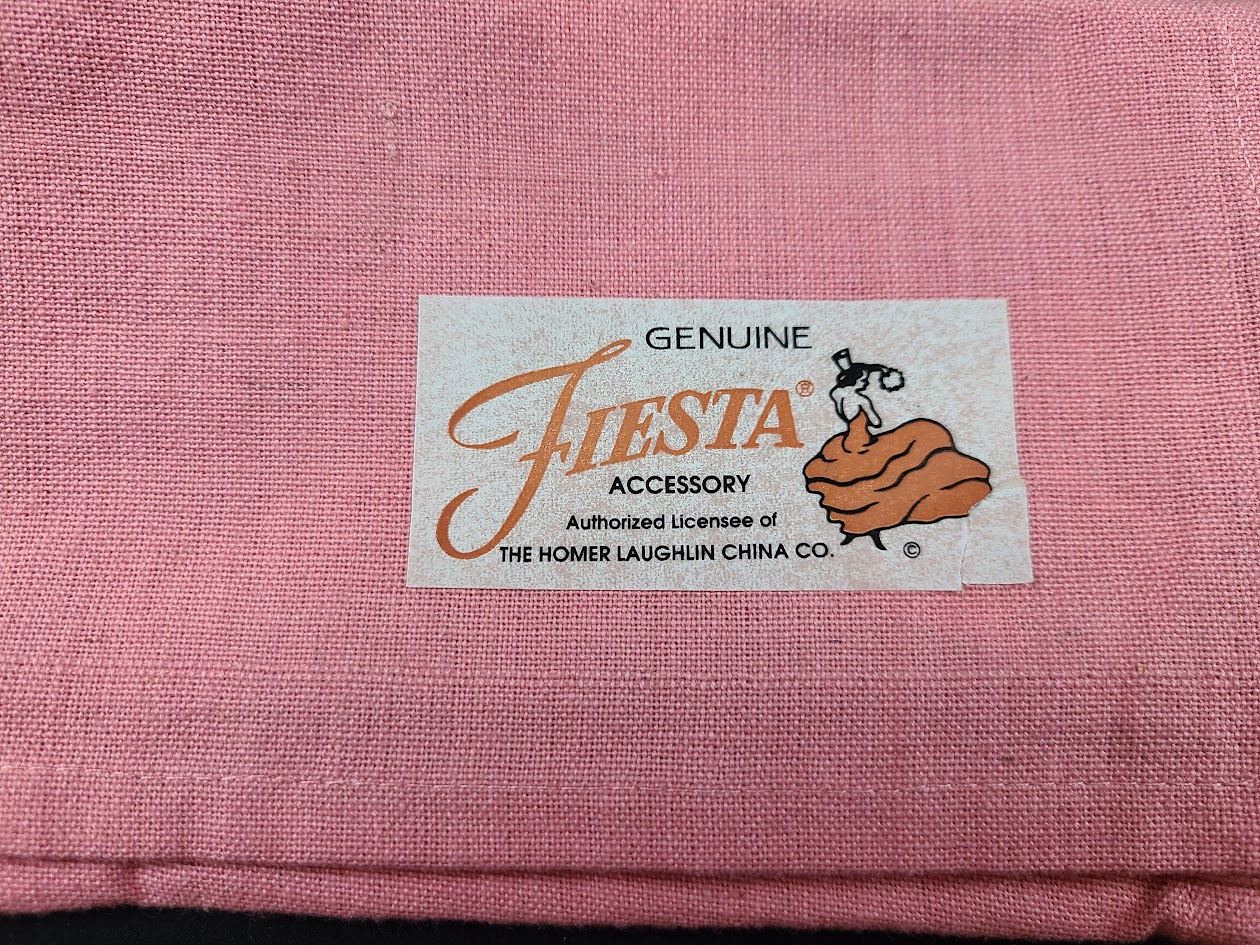 GENUINE
FIESTA®
ACCESSORY
Authorized Licensee of
THE HOMER LAUGHLIN CHINA CO.
©